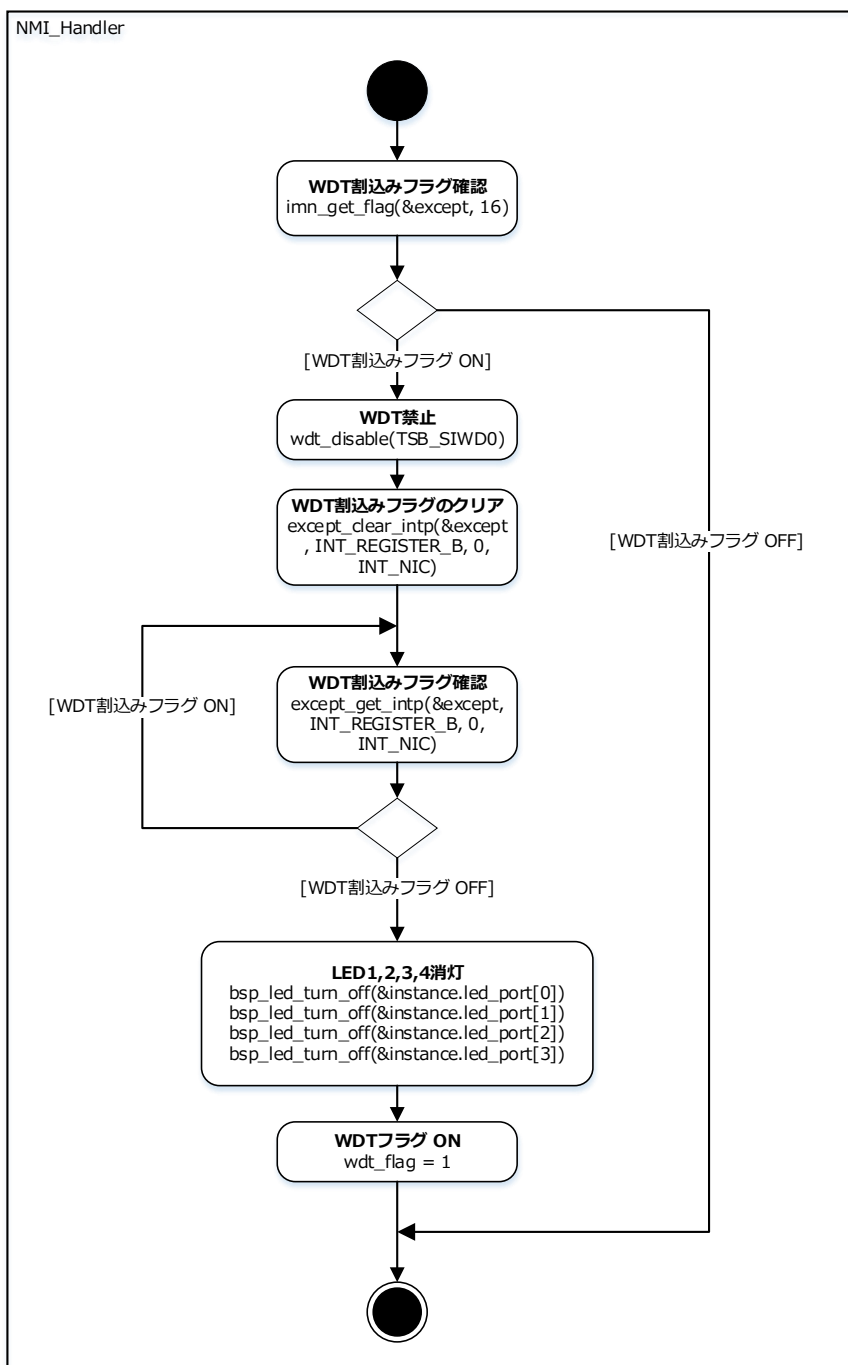 NMI_Handler
WDT割込みフラグ確認
imn_get_flag(&except, 16)
[WDT割込みフラグ ON]
WDT禁止
wdt_disable(TSB_SIWD0)
WDT割込みフラグのクリア
except_clear_intp(&except
, INT_REGISTER_B, 0,
INT_NIC)
[WDT割込みフラグ OFF]
WDT割込みフラグ確認
except_get_intp(&except,
INT_REGISTER_B, 0,
INT_NIC)
[WDT割込みフラグ ON]
[WDT割込みフラグ OFF]
LED1,2,3,4消灯
bsp_led_turn_off(&instance.led_port[0])
bsp_led_turn_off(&instance.led_port[1])
bsp_led_turn_off(&instance.led_port[2])
bsp_led_turn_off(&instance.led_port[3])
WDTフラグ ON
wdt_flag = 1